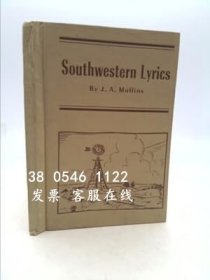 Southwestern Lyrics
By J. A. Mullins
38 0546 1122
发票 客服在线